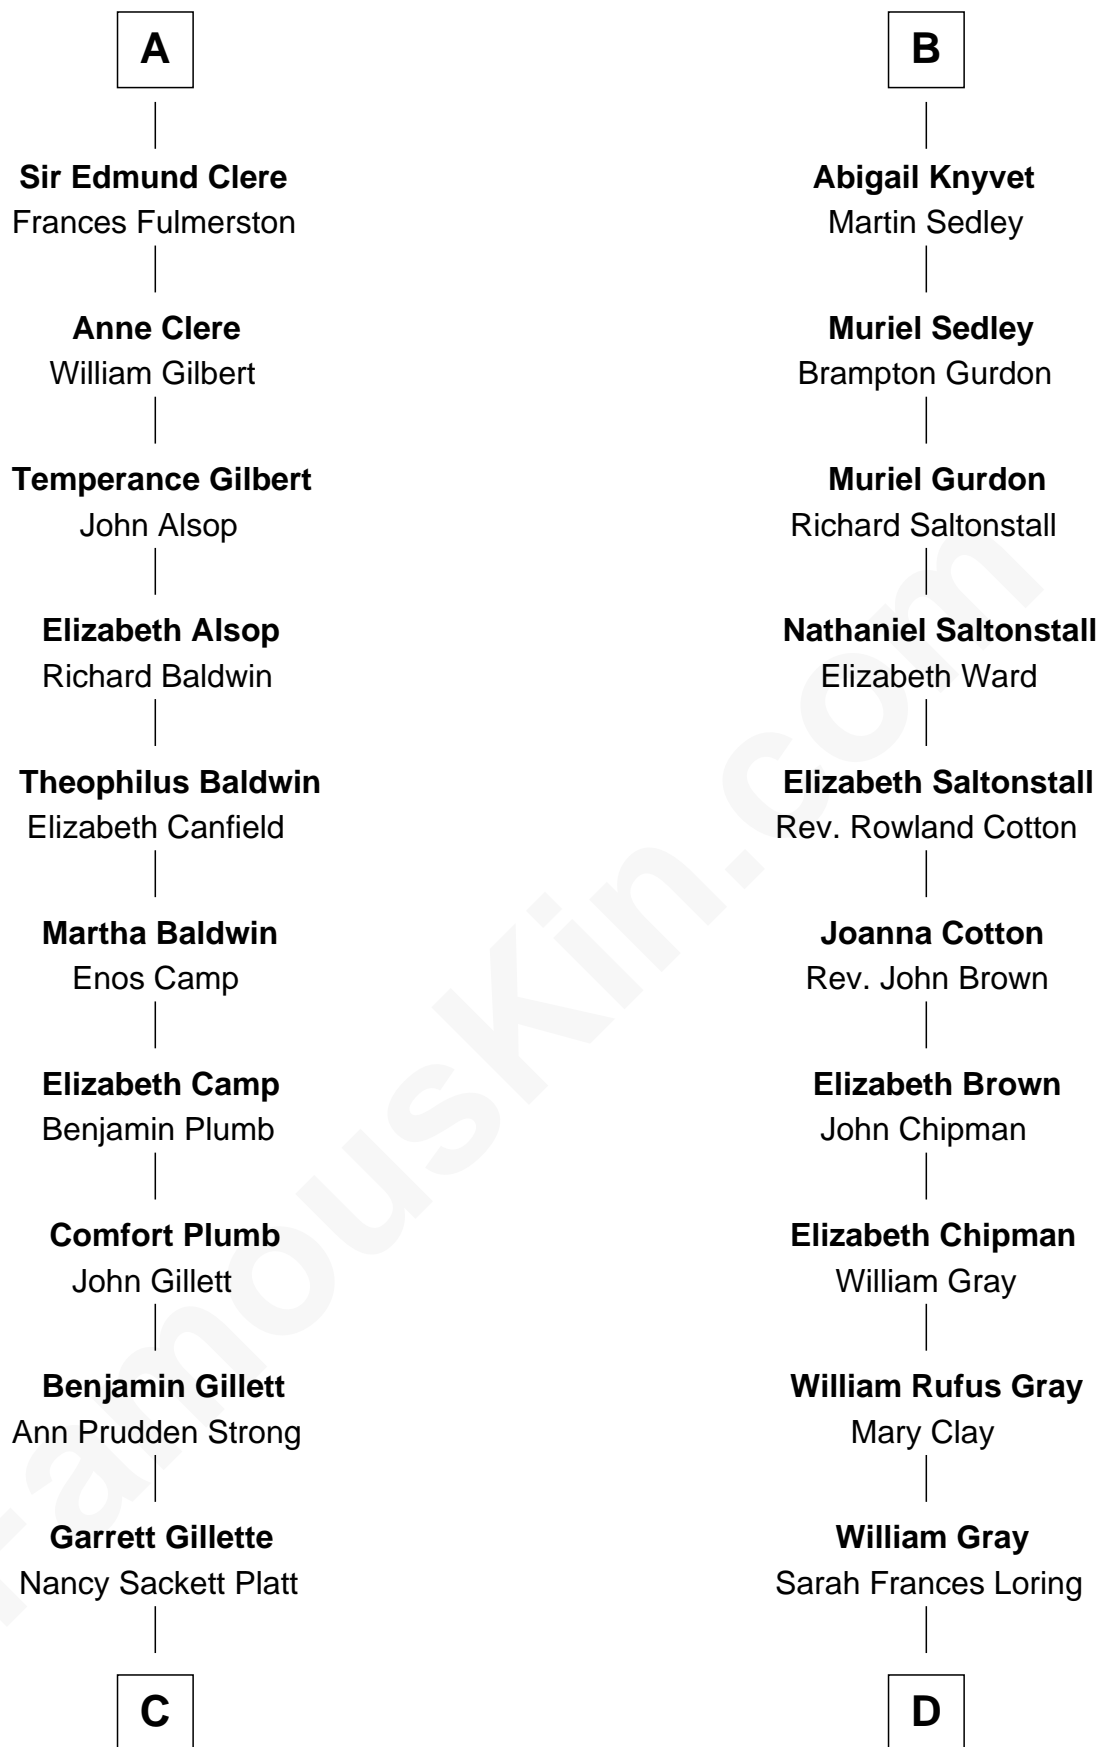 A
Sir Edmund Clere
Frances Fulmerston
Anne Clere
William Gilbert
Temperance Gilbert
John Alsop
Elizabeth Alsop
Richard Baldwin
Theophilus Baldwin
Elizabeth Canfield
Martha Baldwin
Enos Camp
Elizabeth Camp
Benjamin Plumb
Comfort Plumb
John Gillett
Benjamin Gillett
Ann Prudden Strong
Garrett Gillette
Nancy Sackett Platt
C
B
Abigail Knyvet
Martin Sedley
Muriel Sedley
Brampton Gurdon
Muriel Gurdon
Richard Saltonstall
Nathaniel Saltonstall
Elizabeth Ward
Elizabeth Saltonstall
Rev. Rowland Cotton
Joanna Cotton
Rev. John Brown
Elizabeth Brown
John Chipman
Elizabeth Chipman
William Gray
William Rufus Gray
Mary Clay
William Gray
Sarah Frances Loring
D
FamousKin.com